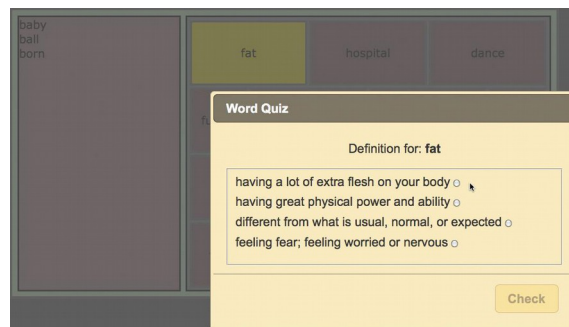 baby
ball
born
fat
hospital
dance
fu
Word Quiz
Definition for: fat
having a lot of extra flesh on your body
having great physical power and ability
different from what is usual, normal, or expected
feeling fear; feeling worried or nervous
Check